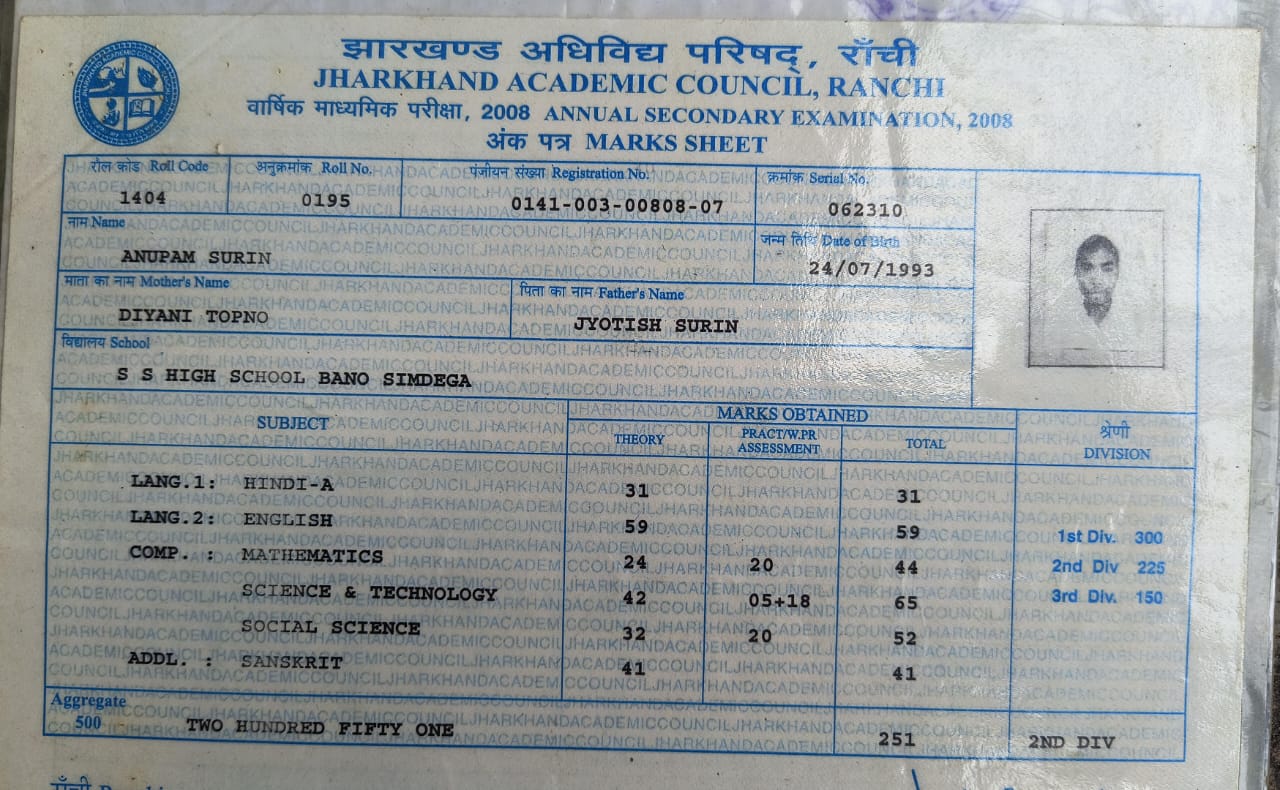 झारखण्ड अधिविद्य परिषद्, राँची
JHARKHAND ACADEMIC COUNCIL, RANCHI
वार्षिक माध्यमिक परीक्षा, 2008 ANNUAL SECONDARY EXAMINATION, 2008
अंक पत्र MARKS SHEET
रौल कोड Roll Code अनुक्रमांक Roll No. पंजीयन संख्या Registration No. क्रमांक Serial No.
1404 0195 0141-003-00808-07 062310
नाम Name जन्म तिथि Date of Birth
ANUPAM SURIN 24/07/1993
माता का नाम Mother's Name पिता का नाम Father's Name
DIYANI TOPNO JYOTISH SURIN
विद्यालय School
S S HIGH SCHOOL BANO SIMDEGA
SUBJECT MARKS OBTAINED श्रेणी
THEORY PRACT/W.PR ASSESSMENT TOTAL DIVISION
LANG.1: HINDI-A 31 31
LANG.2: ENGLISH 59 59 1st Div. 300
COMP. : MATHEMATICS 24 20 44 2nd Div 225
SCIENCE & TECHNOLOGY 42 05+18 65 3rd Div. 150
SOCIAL SCIENCE 32 20 52
ADDL. : SANSKRIT 41 41
Aggregate
500 TWO HUNDRED FIFTY ONE 251 2ND DIV